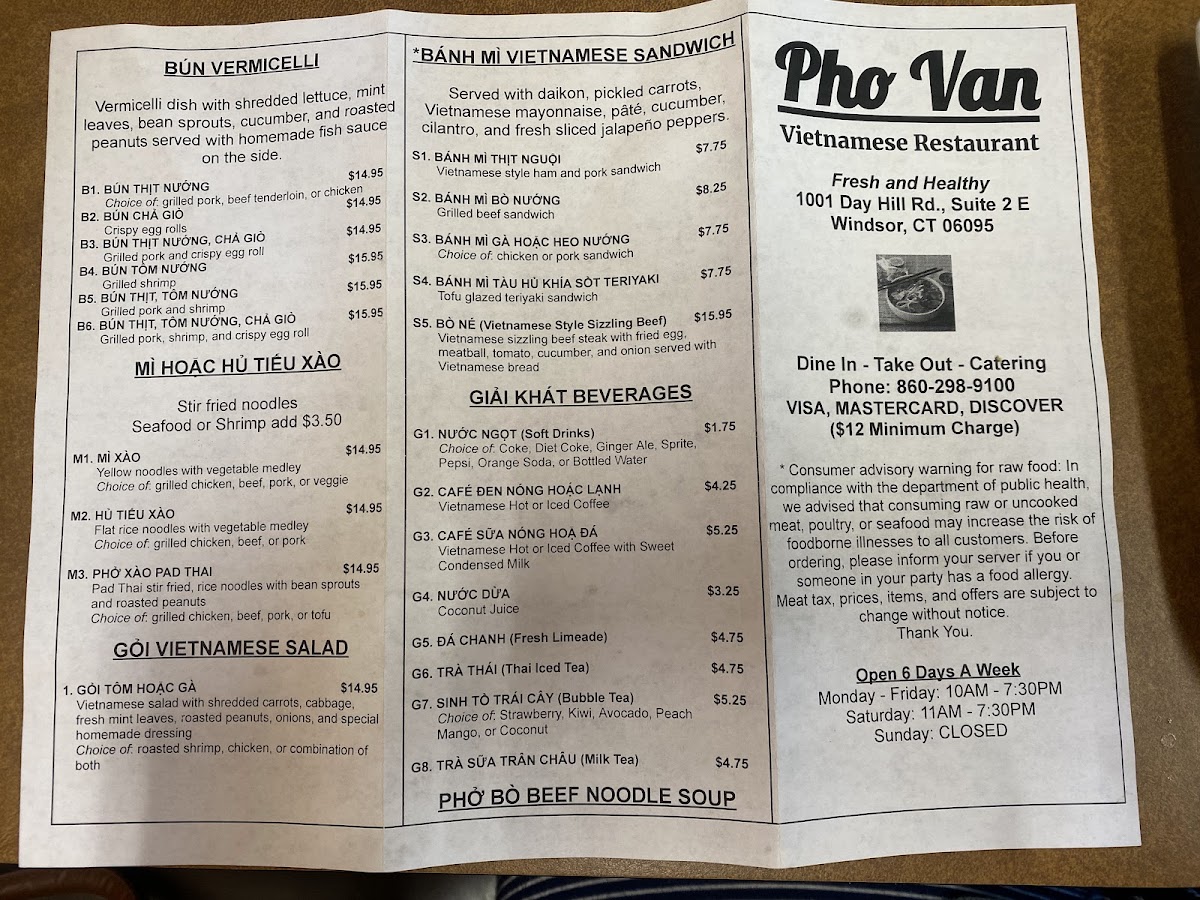 BÚN VERMICELLI
Vermicelli dish with shredded lettuce, mint
leaves, bean sprouts, cucumber, and roasted
peanuts served with homemade fish sauce
on the side.
B1. BÚN THỊT NƯỚNG $14.95
Choice of: grilled pork, beef tenderloin, or chicken
B2. BÚN CHẢ GIÒ $14.95
Crispy egg rolls
B3. BÚN THỊT NƯỚNG, CHẢ GIÒ $14.95
Grilled pork and crispy egg roll
B4. BÚN TÔM NƯỚNG $15.95
Grilled shrimp
B5. BÚN THỊT, TÔM NƯỚNG $15.95
Grilled pork and shrimp
B6. BÚN THỊT, TÔM NƯỚNG, CHẢ GIÒ $15.95
Grilled pork, shrimp, and crispy egg roll
MÌ HOẶC HỦ TIẾU XÀO
Stir fried noodles
Seafood or Shrimp add $3.50
M1. MÌ XÀO $14.95
Yellow noodles with vegetable medley
Choice of: grilled chicken, beef, pork, or veggie
M2. HỦ TIẾU XÀO $14.95
Flat rice noodles with vegetable medley
Choice of: grilled chicken, beef, or pork
M3. PHỞ XÀO PAD THAI $14.95
Pad Thai stir fried, rice noodles with bean sprouts
and roasted peanuts
Choice of: grilled chicken, beef, pork, or tofu
GỎI VIETNAMESE SALAD
1. GỎI TÔM HOẶC GÀ $14.95
Vietnamese salad with shredded carrots, cabbage,
fresh mint leaves, roasted peanuts, onions, and special
homemade dressing
Choice of: roasted shrimp, chicken, or combination of
both
*BÁNH MÌ VIETNAMESE SANDWICH
Served with daikon, pickled carrots,
Vietnamese mayonnaise, pâté, cucumber,
cilantro, and fresh sliced jalapeño peppers.
S1. BÁNH MÌ THỊT NGUỘI $7.75
Vietnamese style ham and pork sandwich
S2. BÁNH MÌ BÒ NƯỚNG $8.25
Grilled beef sandwich
S3. BÁNH MÌ GÀ HOẶC HEO NƯỚNG $7.75
Choice of: chicken or pork sandwich
S4. BÁNH MÌ TÀU HỦ KHÍA SỐT TERIYAKI $7.75
Tofu glazed teriyaki sandwich
S5. BÒ NÉ (Vietnamese Style Sizzling Beef) $15.95
Vietnamese sizzling beef steak with fried egg,
meatball, tomato, cucumber, and onion served with
Vietnamese bread
GIẢI KHÁT BEVERAGES
G1. NƯỚC NGỌT (Soft Drinks) $1.75
Choice of: Coke, Diet Coke, Ginger Ale, Sprite,
Pepsi, Orange Soda, or Bottled Water
G2. CAFÉ ĐEN NÓNG HOẶC LẠNH $4.25
Vietnamese Hot or Iced Coffee
G3. CAFÉ SỮA NÓNG HOẠ ĐÁ $5.25
Vietnamese Hot or Iced Coffee with Sweet
Condensed Milk
G4. NƯỚC DỪA $3.25
Coconut Juice
G5. ĐÁ CHANH (Fresh Limeade) $4.75
G6. TRÀ THÁI (Thai Iced Tea) $4.75
G7. SINH TỐ TRÁI CÂY (Bubble Tea) $5.25
Choice of: Strawberry, Kiwi, Avocado, Peach
Mango, or Coconut
G8. TRÀ SỮA TRÂN CHÂU (Milk Tea) $4.75
PHỞ BÒ BEEF NOODLE SOUP
Pho Van
Vietnamese Restaurant
Fresh and Healthy
1001 Day Hill Rd., Suite 2 E
Windsor, CT 06095
Dine In - Take Out - Catering
Phone: 860-298-9100
VISA, MASTERCARD, DISCOVER
($12 Minimum Charge)
* Consumer advisory warning for raw food: In
compliance with the department of public health,
we advised that consuming raw or uncooked
meat, poultry, or seafood may increase the risk of
foodborne illnesses to all customers. Before
ordering, please inform your server if you or
someone in your party has a food allergy.
Meat tax, prices, items, and offers are subject to
change without notice.
Thank You.
Open 6 Days A Week
Monday - Friday: 10AM - 7:30PM
Saturday: 11AM - 7:30PM
Sunday: CLOSED